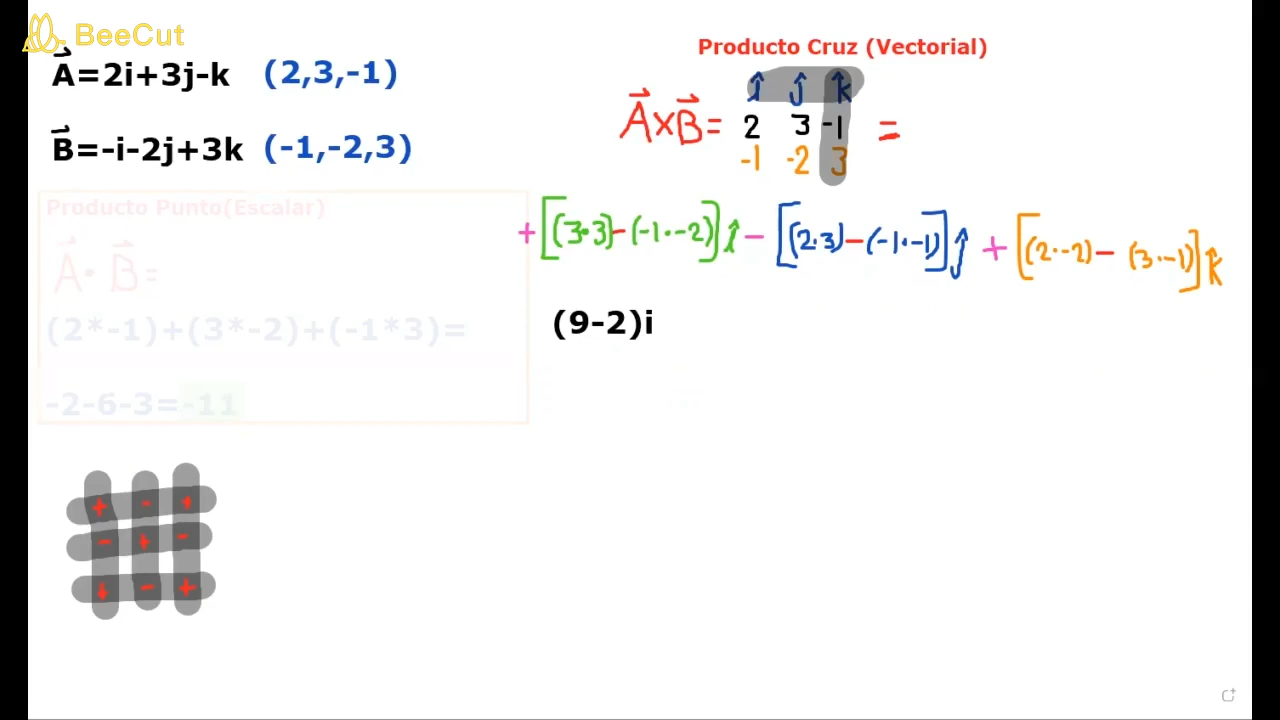 BeeCut
A=2i+3j-k (2,3,-1)
B=-i-2j+3k (-1,-2,3)
Producto Punto(Escalar)
A · B=
(2*-1)+(3*-2)+(-1*3)=
-2-6-3=-11
Producto Cruz (Vectorial)
i j k
AxB= 2 3 -1 =
-1 -2 3
+[(3·3)-(-1·-2)]i-[(2·3)-(-1·-1)]j+[(2·-2)-(3·-1)]k
(9-2)i
+ - +
- + -
+ - +